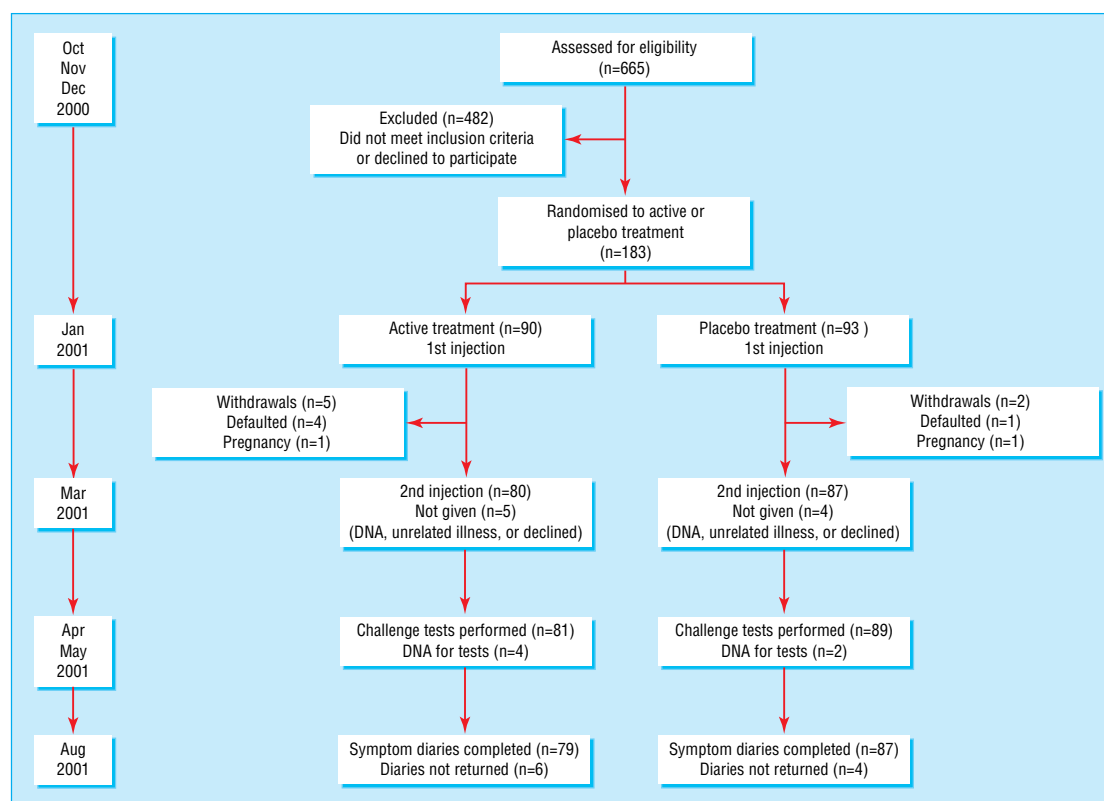 Oct
Nov
Dec
2000
Assessed for eligibility
(n=665)
Excluded (n=482)
Did not meet inclusion criteria
or declined to participate
Randomised to active or
placebo treatment
(n=183)
Jan
2001
Active treatment (n=90)
1st injection
Placebo treatment (n=93 )
1st injection
Withdrawals (n=5)
Defaulted (n=4)
Pregnancy (n=1)
Withdrawals (n=2)
Defaulted (n=1)
Pregnancy (n=1)
Mar
2001
2nd injection (n=80)
Not given (n=5)
(DNA, unrelated illness, or declined)
2nd injection (n=87)
Not given (n=4)
(DNA, unrelated illness, or declined)
Apr
May
2001
Challenge tests performed (n=81)
DNA for tests (n=4)
Challenge tests performed (n=89)
DNA for tests (n=2)
Aug
2001
Symptom diaries completed (n=79)
Diaries not returned (n=6)
Symptom diaries completed (n=87)
Diaries not returned (n=4)